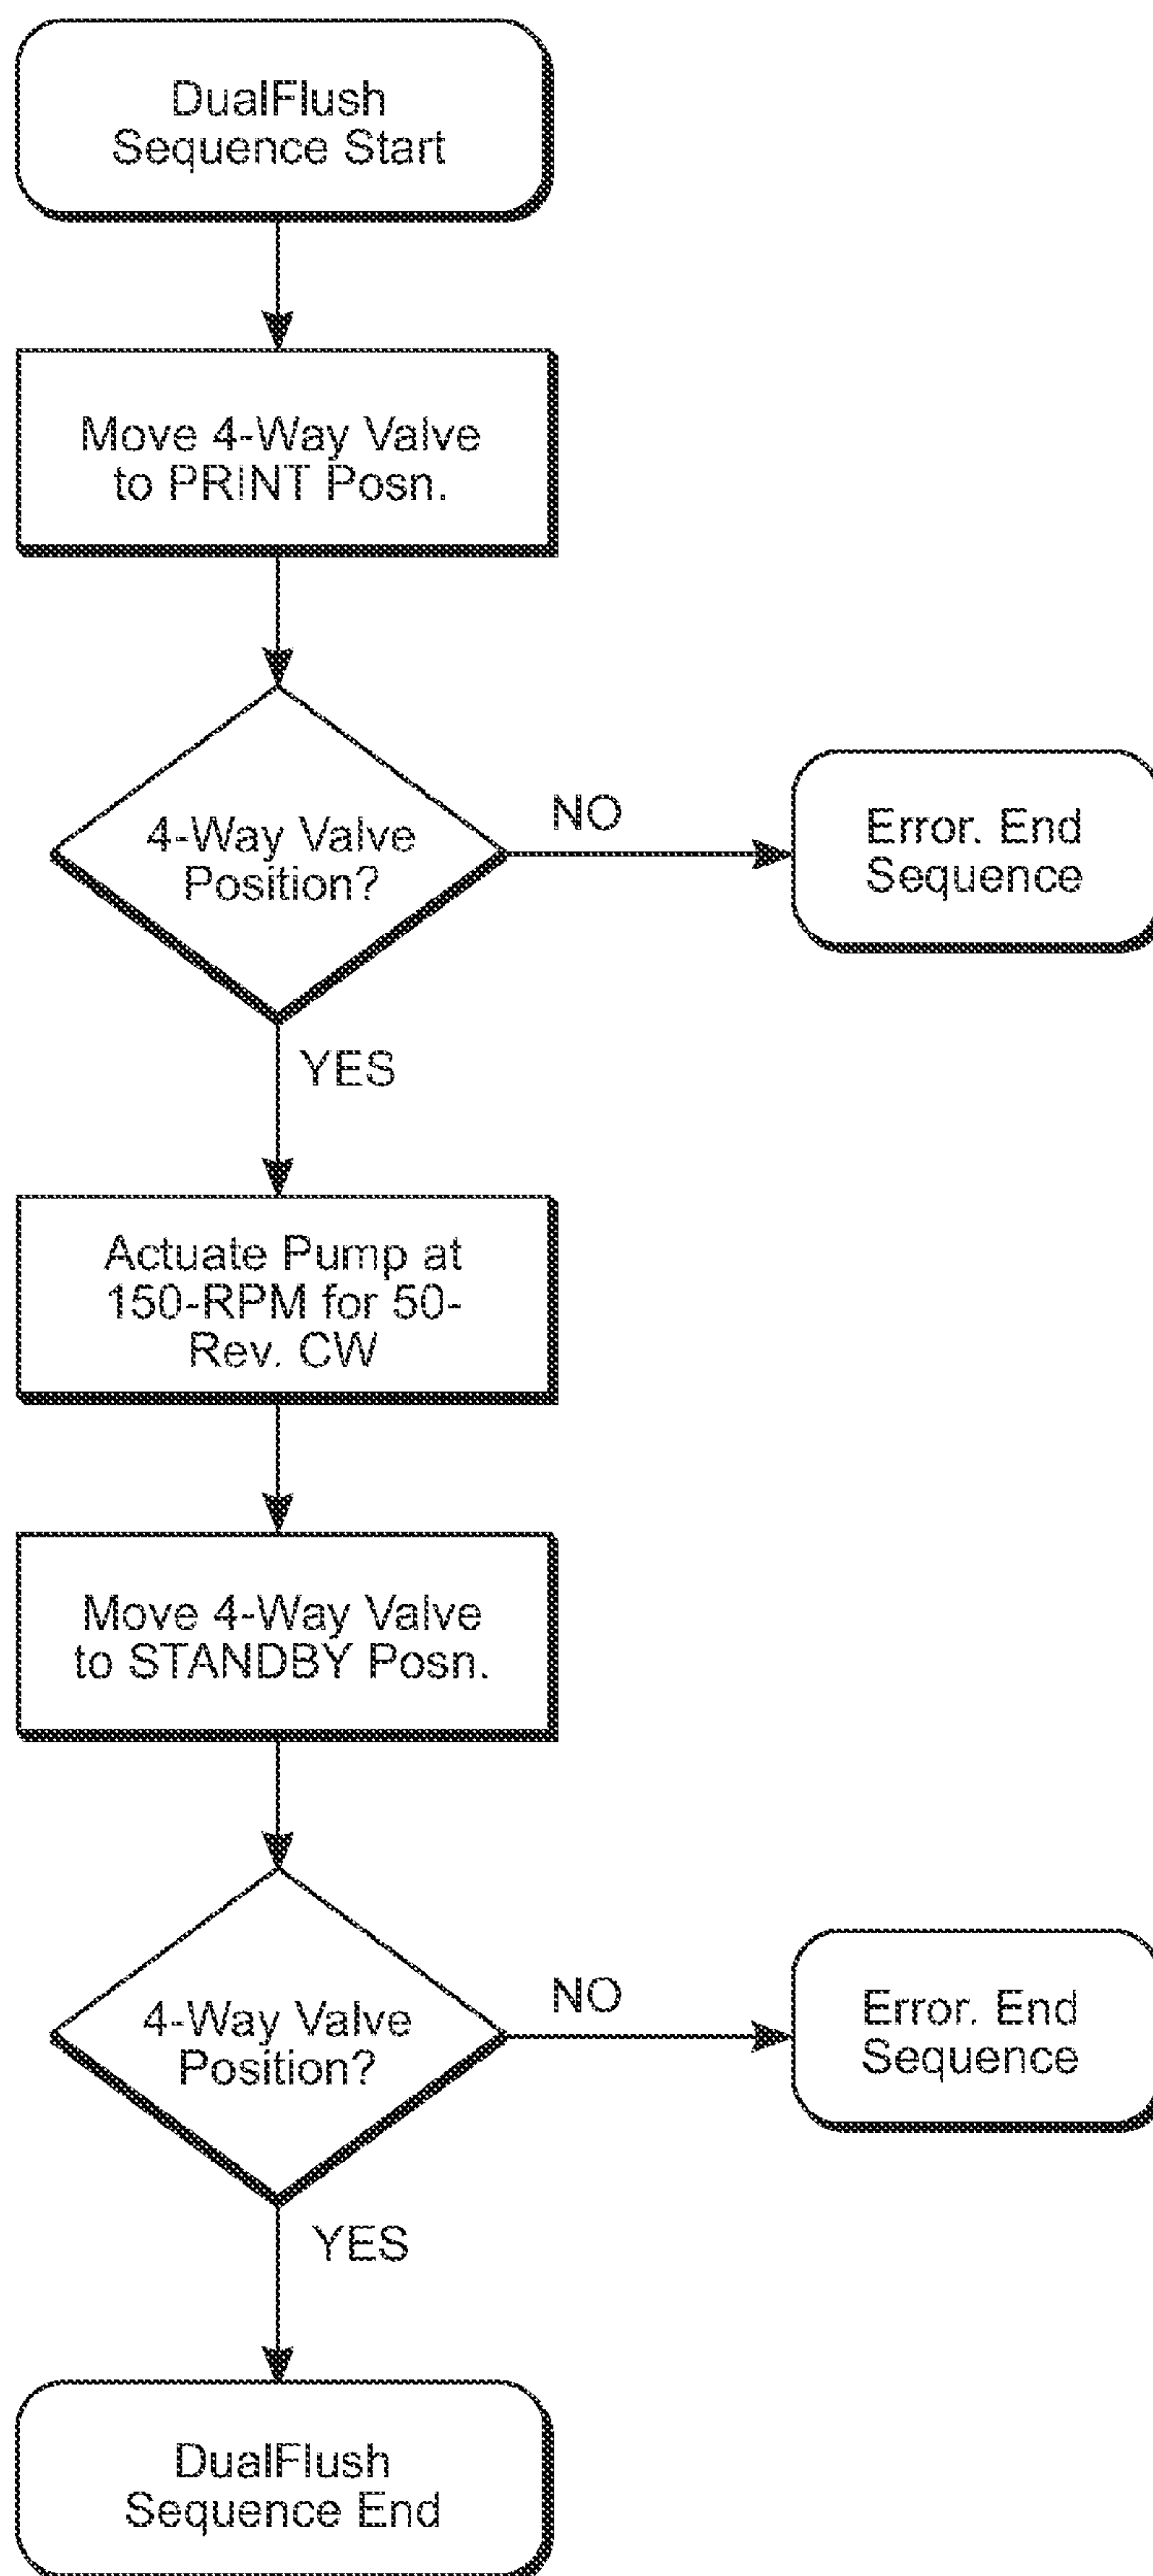 DualFlush
Sequence Start
Move 4-Way Valve
to PRINT Posn.
4-Way Valve
Position?
NO
Error. End
Sequence
YES
Actuate Pump at
150-RPM for 50-
Rev. CW
Move 4-Way Valve
to STANDBY Posn.
4-Way Valve
Position?
NO
Error. End
Sequence
YES
DualFlush
Sequence End